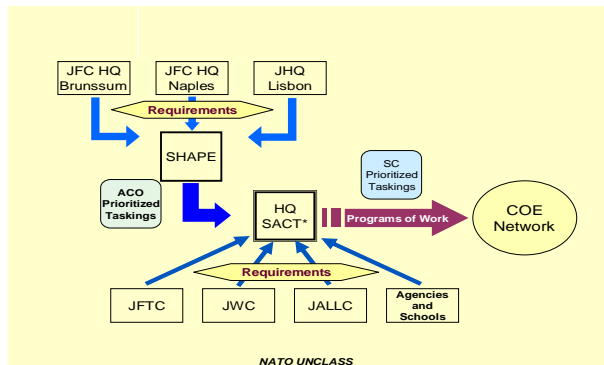 JFC HQ
Brunssum
JFC HQ
Naples
JHQ
Lisbon
Requirements
SHAPE
SC
Prioritized
Taskings
ACO
Prioritized
Taskings
HQ
SACT*
Programs of Work
COE
Network
Requirements
JFTC
JWC
JALLC
Agencies
and
Schools
NATO UNCLASS